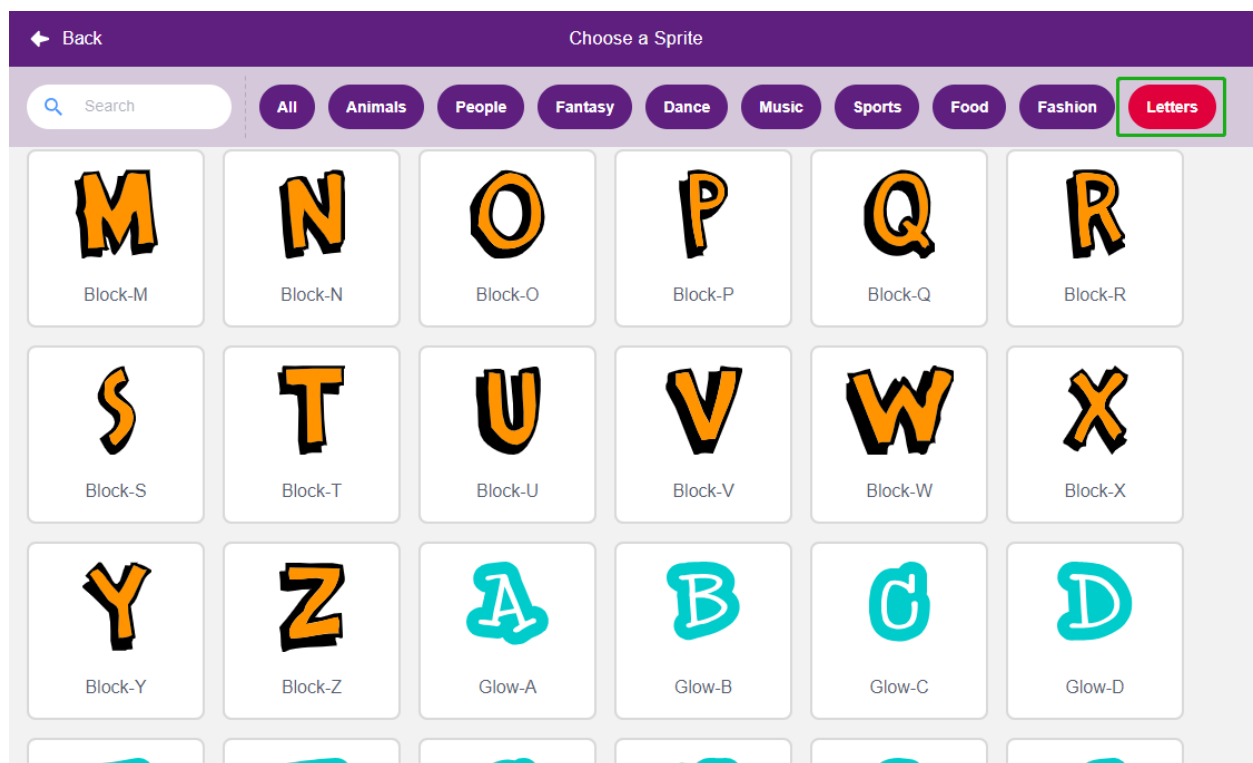 Back
Choose a Sprite
Search
All Animals People Fantasy Dance Music Sports Food Fashion Letters
M N O P Q R
Block-M Block-N Block-O Block-P Block-Q Block-R
S T U V W X
Block-S Block-T Block-U Block-V Block-W Block-X
Y Z A B C D
Block-Y Block-Z Glow-A Glow-B Glow-C Glow-D